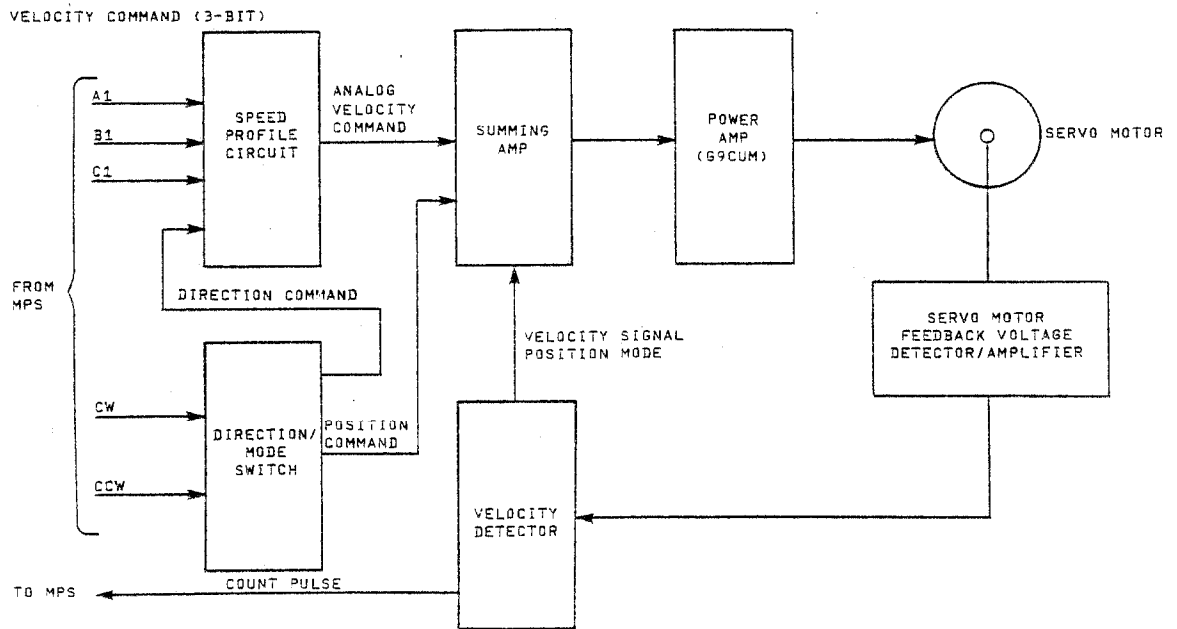 VELOCITY COMMAND (3-BIT)
A1
B1
C1
SPEED
PROFILE
CIRCUIT
ANALOG
VELOCITY
COMMAND
SUMMING
AMP
POWER
AMP
(G9CUM)
SERVO MOTOR
FROM
MPS
DIRECTION COMMAND
VELOCITY SIGNAL
POSITION MODE
SERVO MOTOR
FEEDBACK VOLTAGE
DETECTOR/AMPLIFIER
CW
CCW
DIRECTION/
MODE
SWITCH
POSITION
COMMAND
VELOCITY
DETECTOR
COUNT PULSE
TO MPS